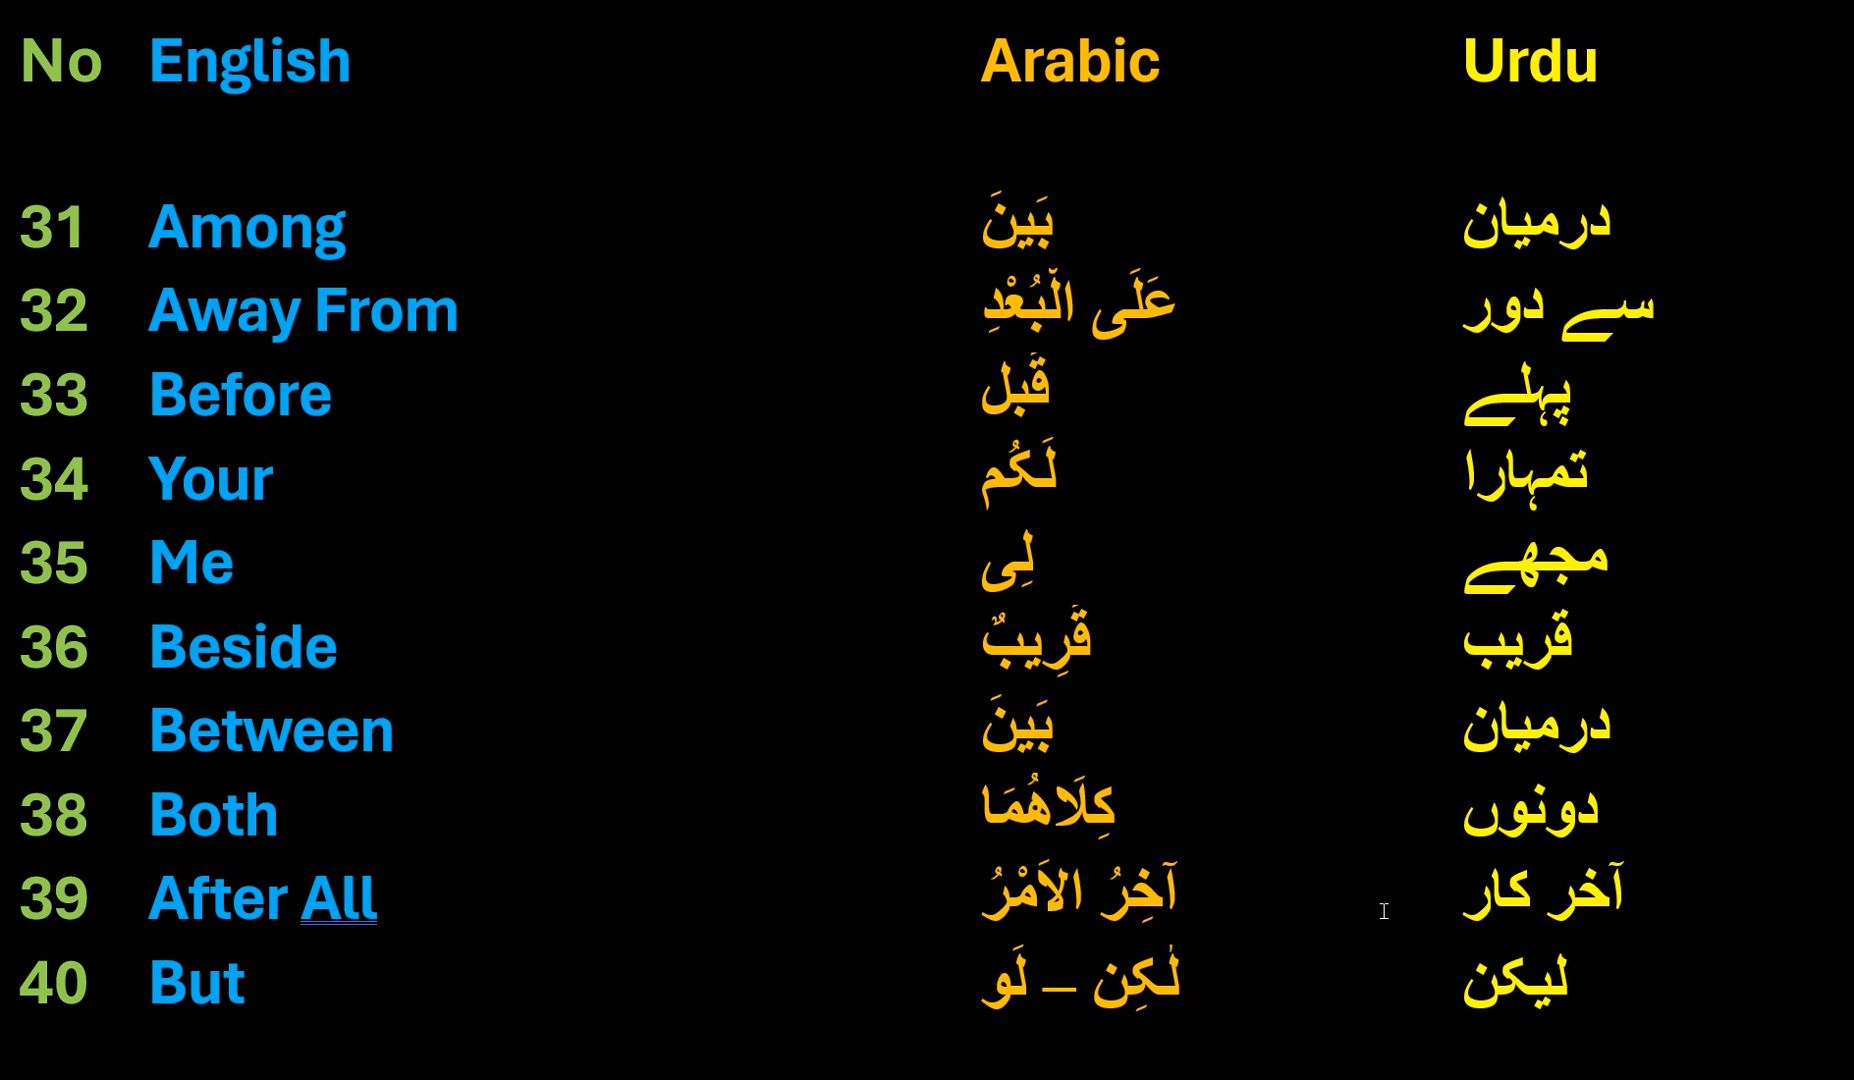 No English Arabic Urdu
31 Among بَینَ درمیان
32 Away From عَلَی الْبُعْدِ سے دور
33 Before قَبل پہلے
34 Your لَکُم تمہارا
35 Me لِی مجھے
36 Beside قَرِیبٌ قریب
37 Between بَینَ درمیان
38 Both کِلَاھُمَا دونوں
39 After All آخِرُ الاَمْرُ آخر کار
40 But لٰکِن – لَو لیکن